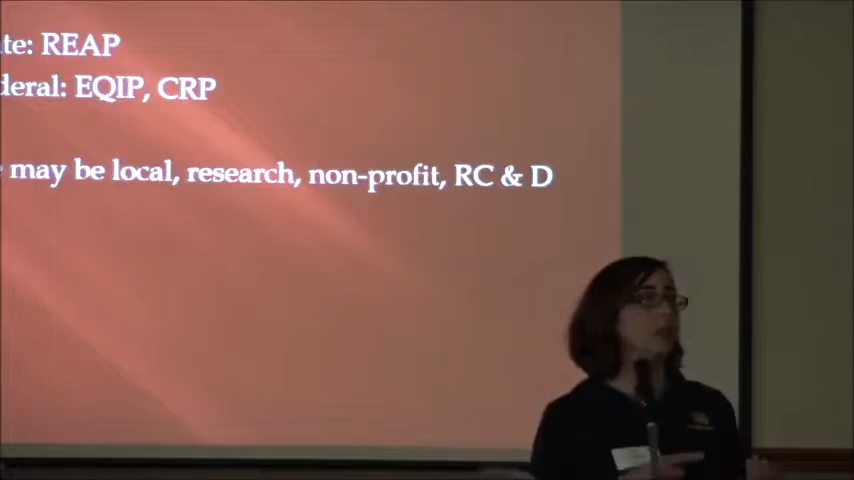 te: REAP
deral: EQIP, CRP
may be local, research, non-profit, RC & D